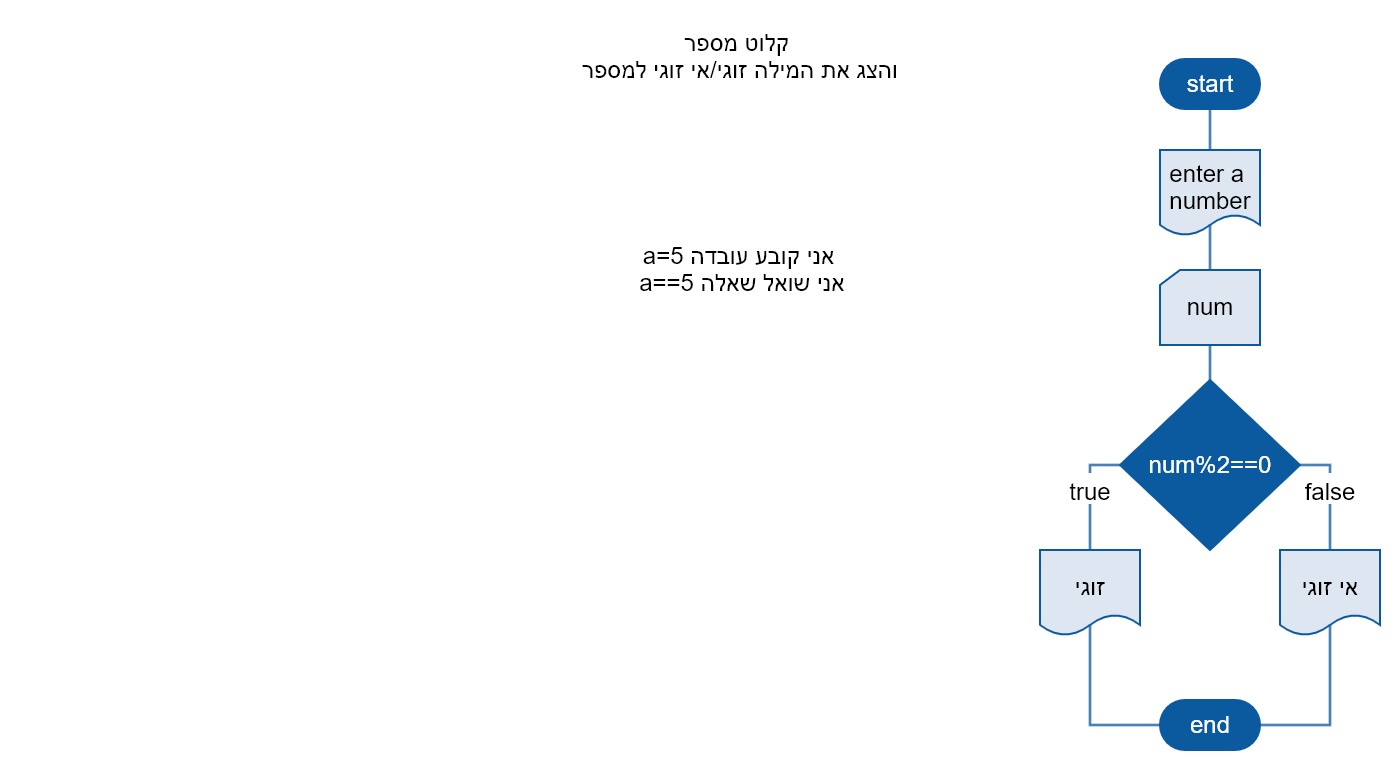 קלוט מספר
והצג את המילה זוגי/אי זוגי למספר
אני קובע עובדה a=5
אני שואל שאלה a==5
start
enter a
number
num
num%2==0
true
false
זוגי
אי זוגי
end